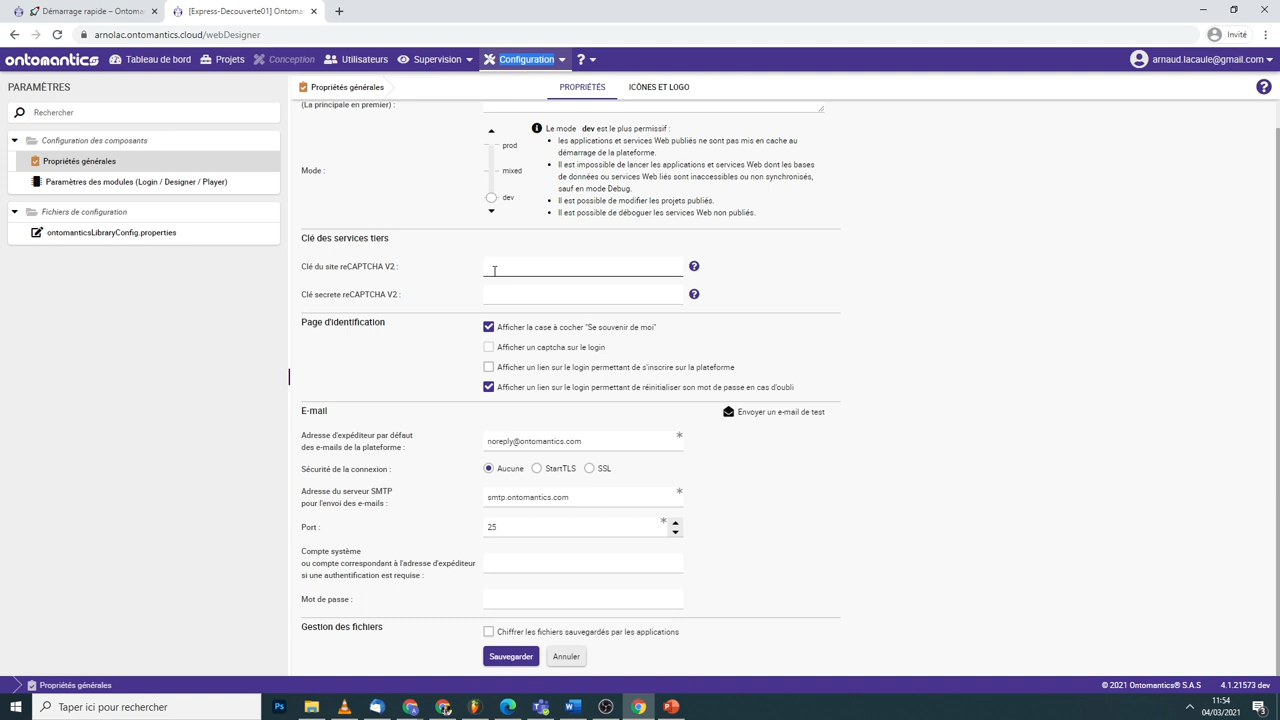 🚀 Démarrage rapide – Ontomantic
[Express-Decouverte01] Ontoma
arnolac.ontomantics.cloud/webDesigner
Invité
ontomantics
Tableau de bord
Projets
Conception
Utilisateurs
Supervision
Configuration
?
arnaud.lacaule@gmail.com
PARAMÈTRES
Rechercher
Configuration des composants
Propriétés générales
Paramètres des modules (Login / Designer / Player)
Fichiers de configuration
ontomanticsLibraryConfig.properties
Propriétés générales
PROPRIÉTÉS
ICÔNES ET LOGO
(La principale en premier) :
Mode :
prod
mixed
dev
Le mode dev est le plus permissif :
• les applications et services Web publiés ne sont pas mis en cache au
démarrage de la plateforme.
• Il est impossible de lancer les applications et services Web dont les bases
de données ou services Web liés sont inaccessibles ou non synchronisés,
sauf en mode Debug.
• Il est possible de modifier les projets publiés.
• Il est possible de déboguer les services Web non publiés.
Clé des services tiers
Clé du site reCAPTCHA V2 :
Clé secrete reCAPTCHA V2 :
Page d'identification
Afficher la case à cocher "Se souvenir de moi"
Afficher un captcha sur le login
Afficher un lien sur le login permettant de s'inscrire sur la plateforme
Afficher un lien sur le login permettant de réinitialiser son mot de passe en cas d'oubli
E-mail
Envoyer un e-mail de test
Adresse d'expéditeur par défaut
des e-mails de la plateforme :
noreply@ontomantics.com
*
Sécurité de la connexion :
Aucune
StartTLS
SSL
Adresse du serveur SMTP
pour l'envoi des e-mails :
smtp.ontomantics.com
*
Port :
25
*
Compte système
ou compte correspondant à l'adresse d'expéditeur
si une authentification est requise :
Mot de passe :
Gestion des fichiers
Chiffrer les fichiers sauvegardés par les applications
Sauvegarder
Annuler
Propriétés générales
© 2021 Ontomantics® S.A.S
4.1.21573 dev
Taper ici pour rechercher
11:54
04/03/2021